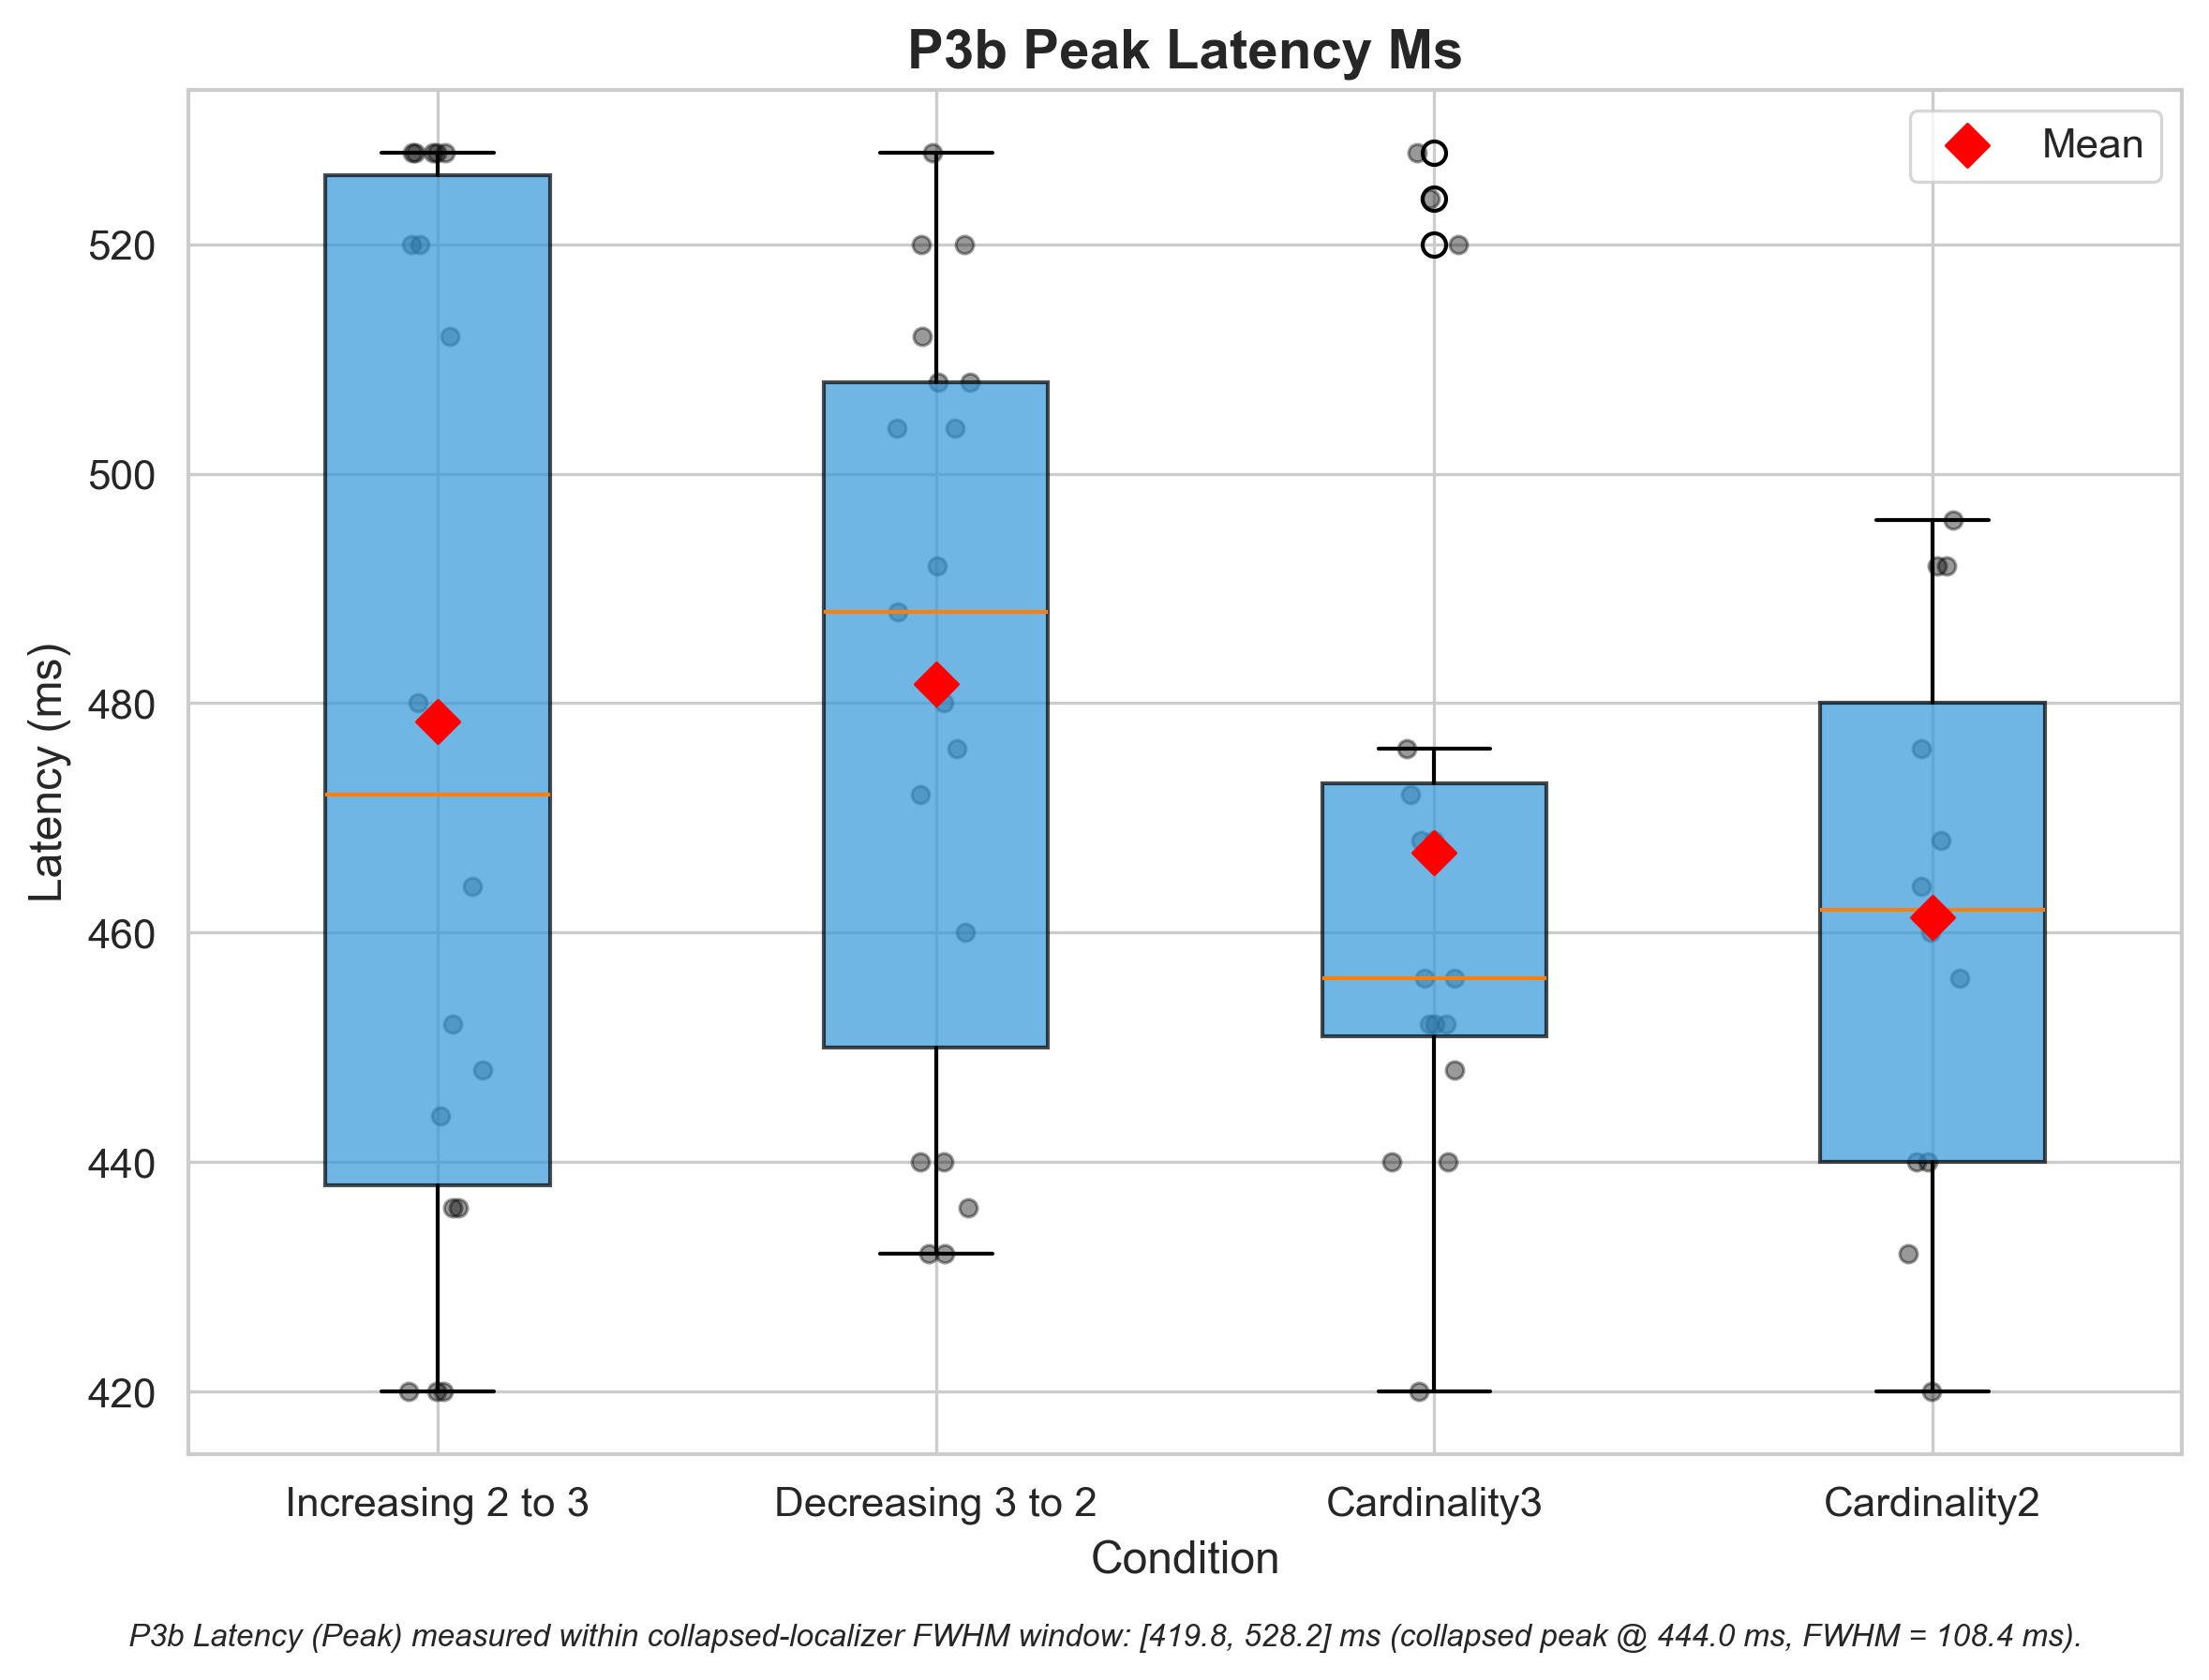 P3b Peak Latency Ms
Mean
520
500
480
460
440
420
Latency (ms)
Increasing 2 to 3
Decreasing 3 to 2
Cardinality3
Cardinality2
Condition
P3b Latency (Peak) measured within collapsed-localizer FWHM window: [419.8, 528.2] ms (collapsed peak @ 444.0 ms, FWHM = 108.4 ms).